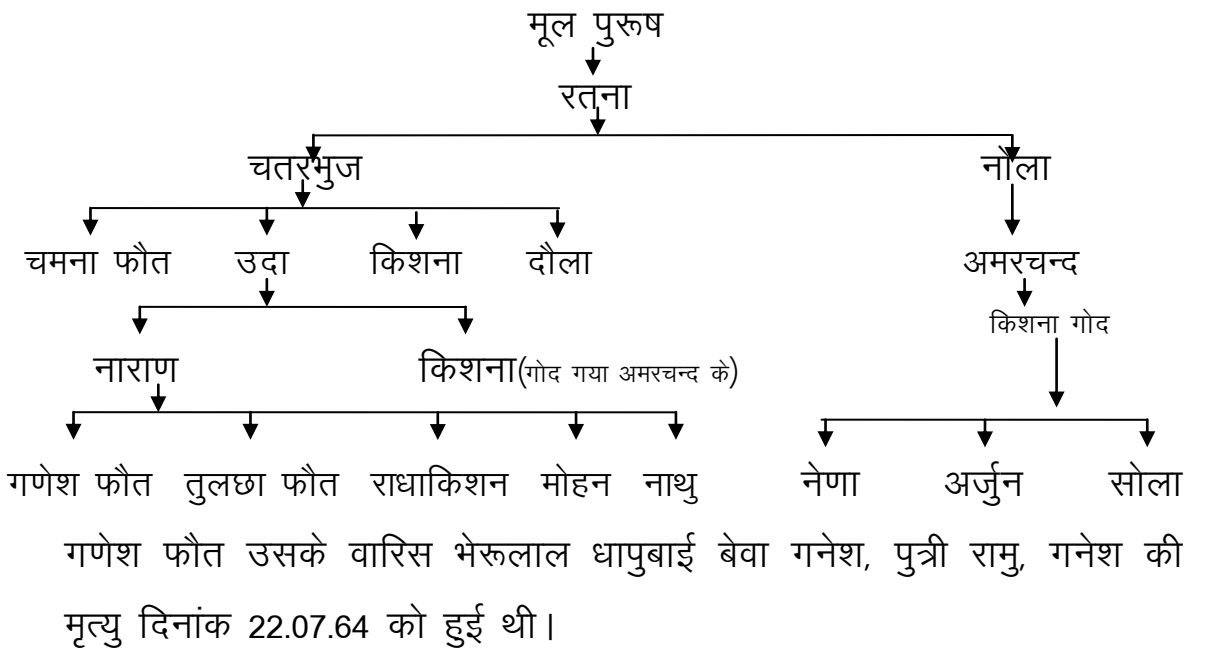 मूल पुरूष
रतना
चतरभुज नौला
चमना फौत उदा किशना दौला अमरचन्द
किशना गोद
नाराण किशना(गोद गया अमरचन्द के)
गणेश फौत तुलछा फौत राधाकिशन मोहन नाथु नेणा अर्जुन सोला
गणेश फौत उसके वारिस भेरूलाल धापुबाई बेवा गनेश, पुत्री रामु, गनेश की
मृत्यु दिनांक 22.07.64 को हुई थी।